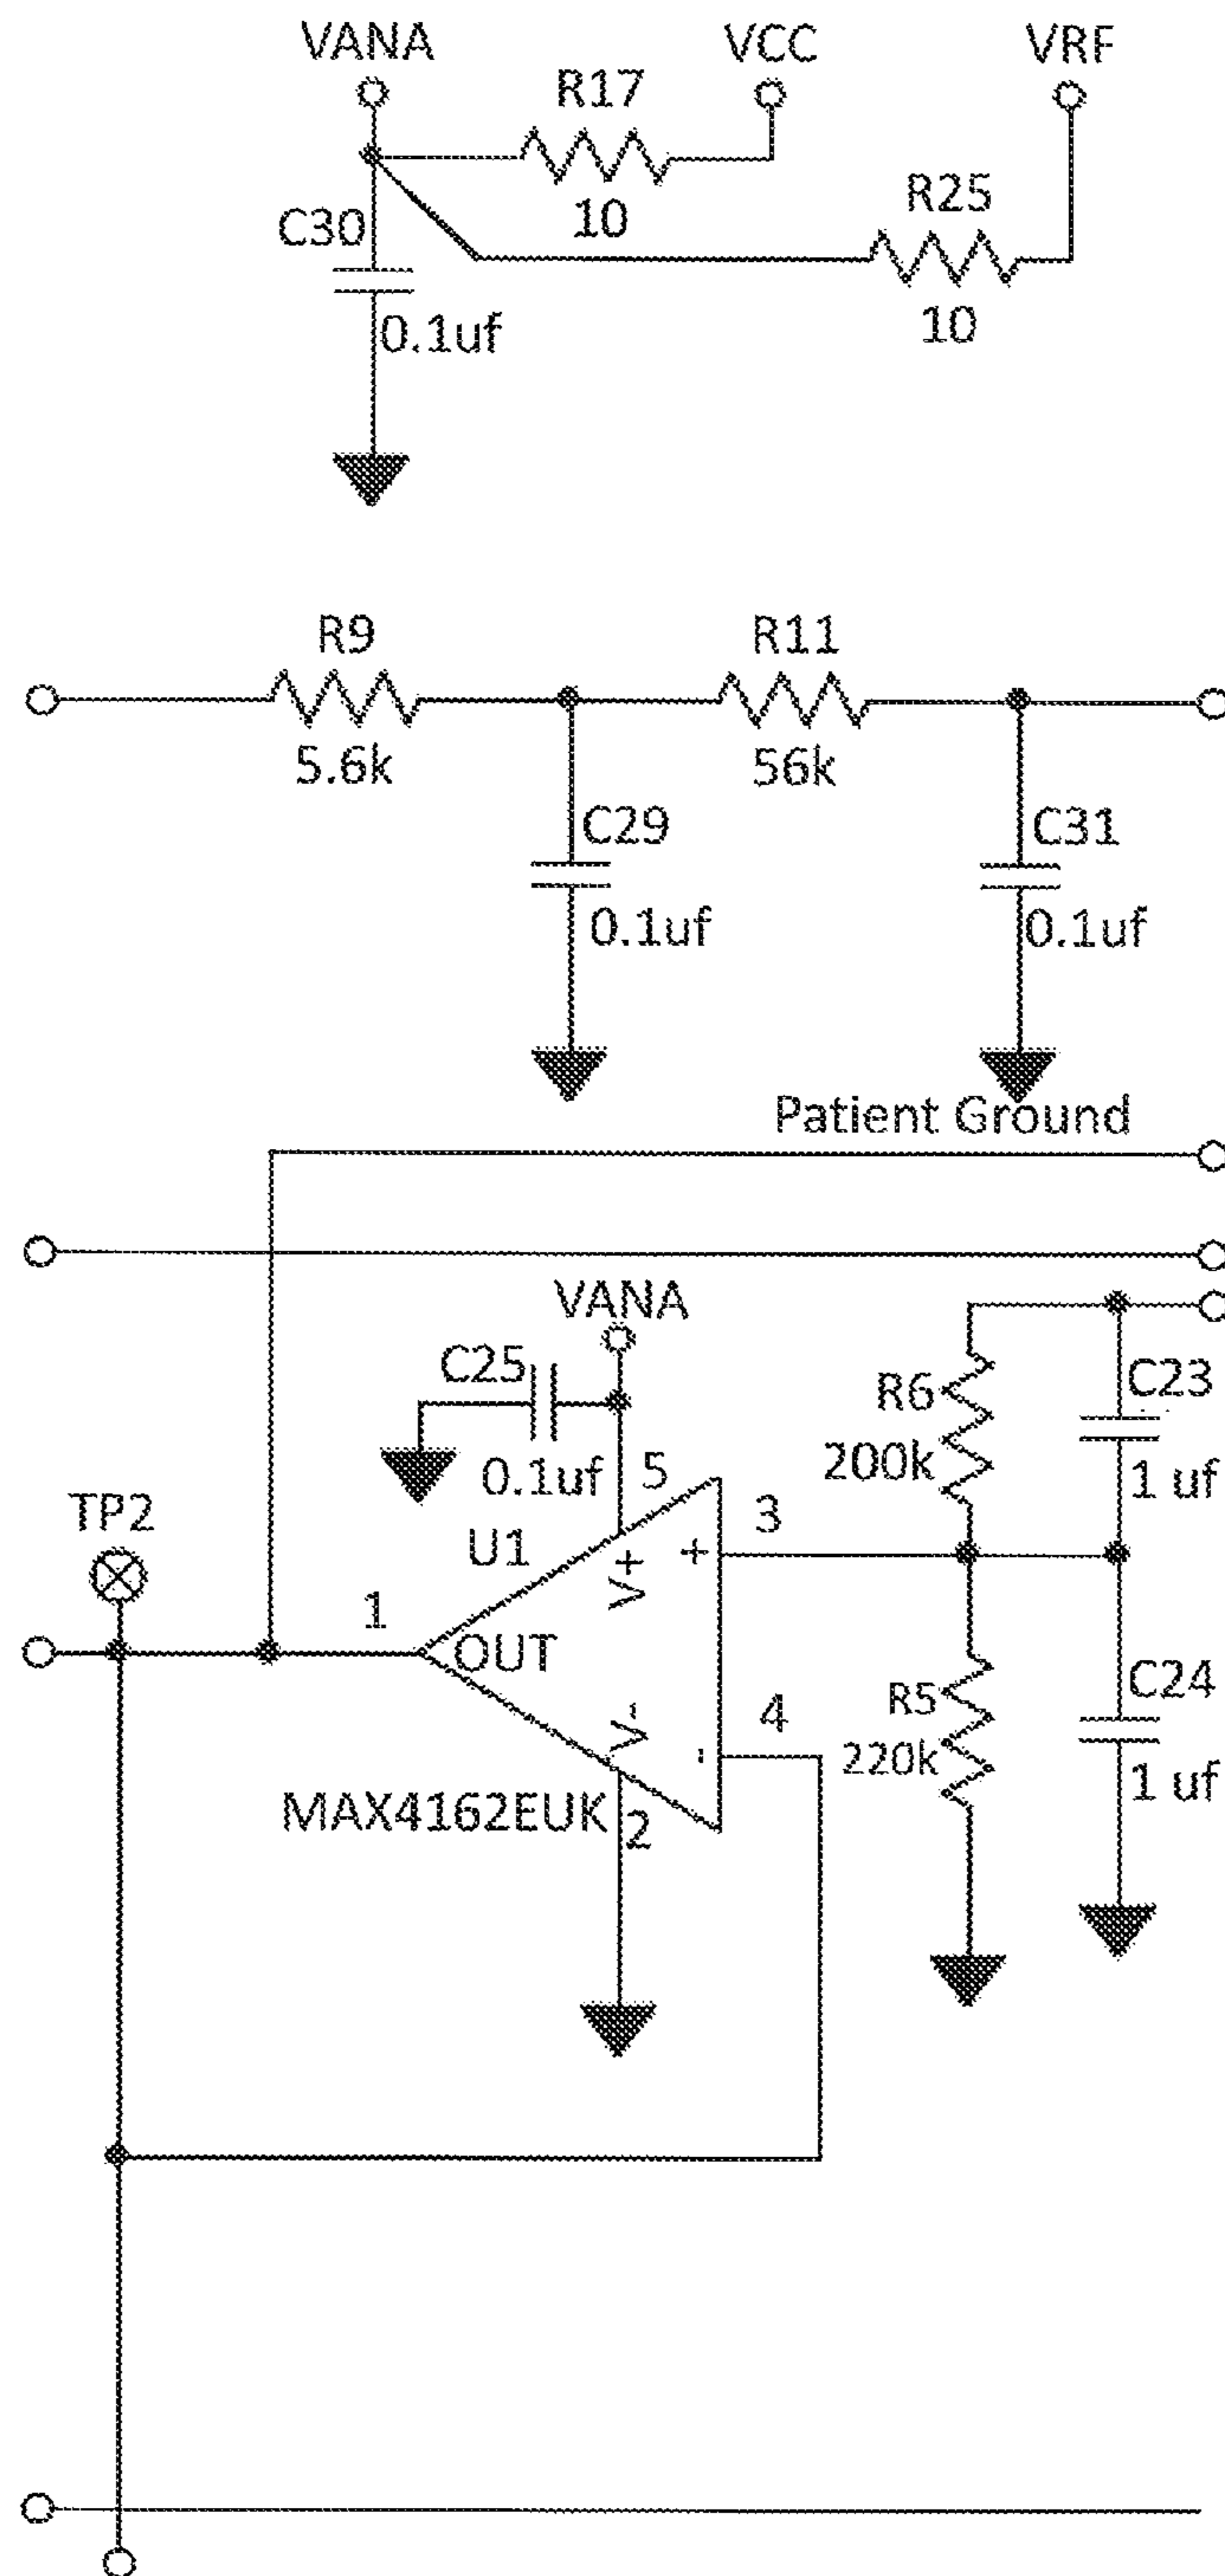 VANA
VCC
VRF
R17
10
R25
10
C30
0.1uf
R9
5.6k
R11
56k
C29
0.1uf
C31
0.1uf
Patient Ground
VANA
C25
0.1uf
5
R6
200k
C23
1 uf
TP2
U1
3
V+
+
1
OUT
4
V-
-
R5
220k
C24
1 uf
MAX4162EUK
2